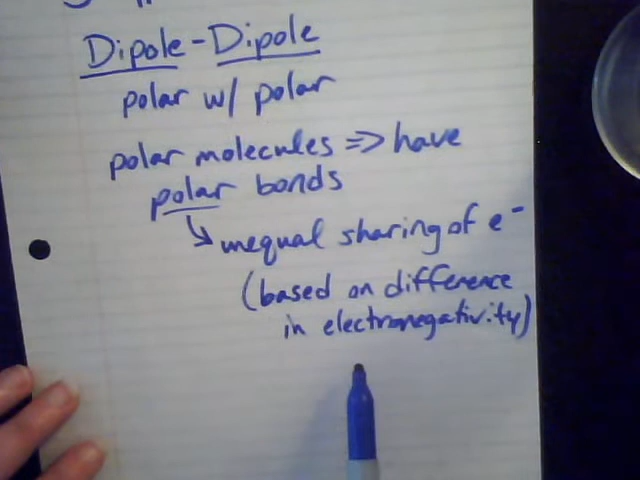 Dipole-Dipole
polar w/ polar
polar molecules => have
polar bonds
unequal sharing of e⁻
(based on difference
in electronegativity)